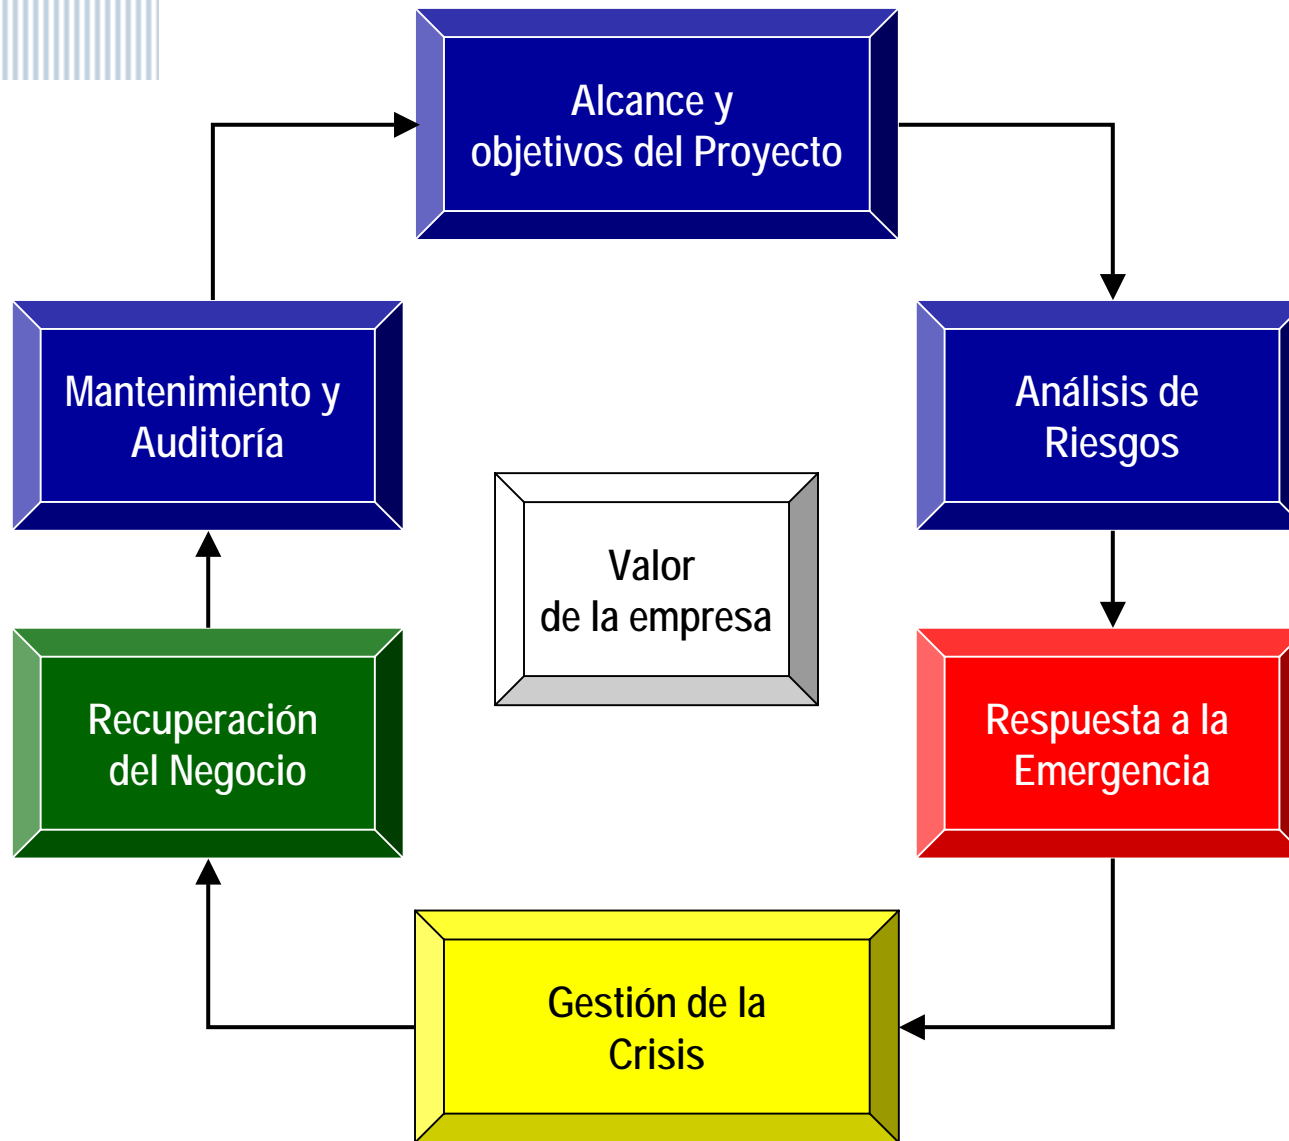 Alcance y
objetivos del Proyecto
Mantenimiento y
Auditoría
Análisis de
Riesgos
Valor
de la empresa
Recuperación
del Negocio
Respuesta a la
Emergencia
Gestión de la
Crisis